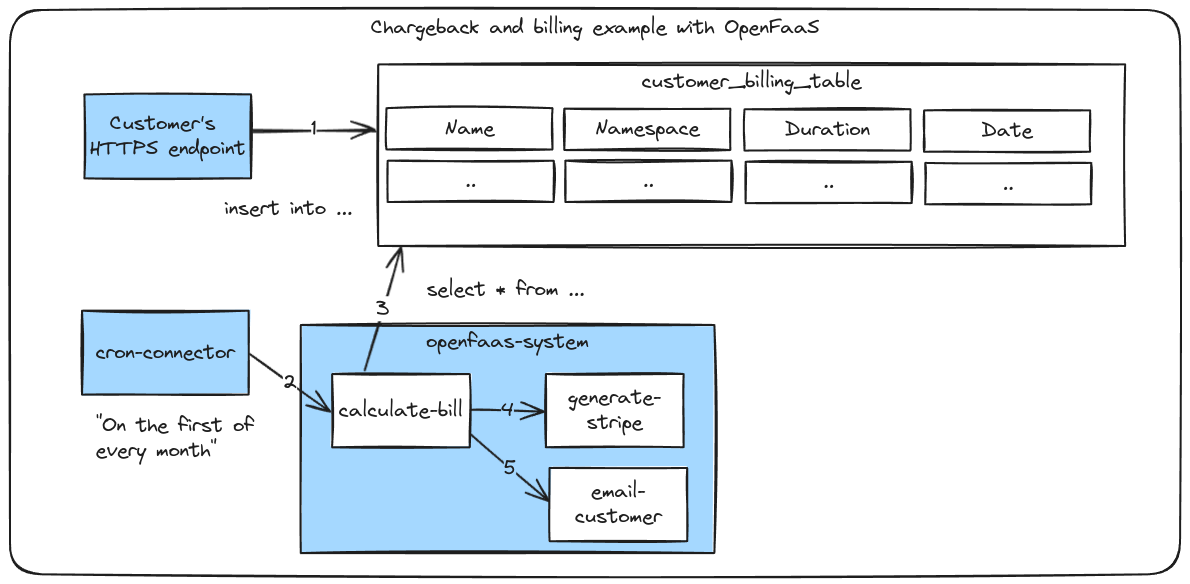 Chargeback and billing example with OpenFaaS
customer_billing_table
Customer's
HTTPS endpoint
1
Name
Namespace
Duration
Date
..
..
..
..
insert into ...
select * from ...
3
cron-connector
2
"On the first of
every month"
openfaas-system
calculate-bill
4
generate-
stripe
5
email-
customer